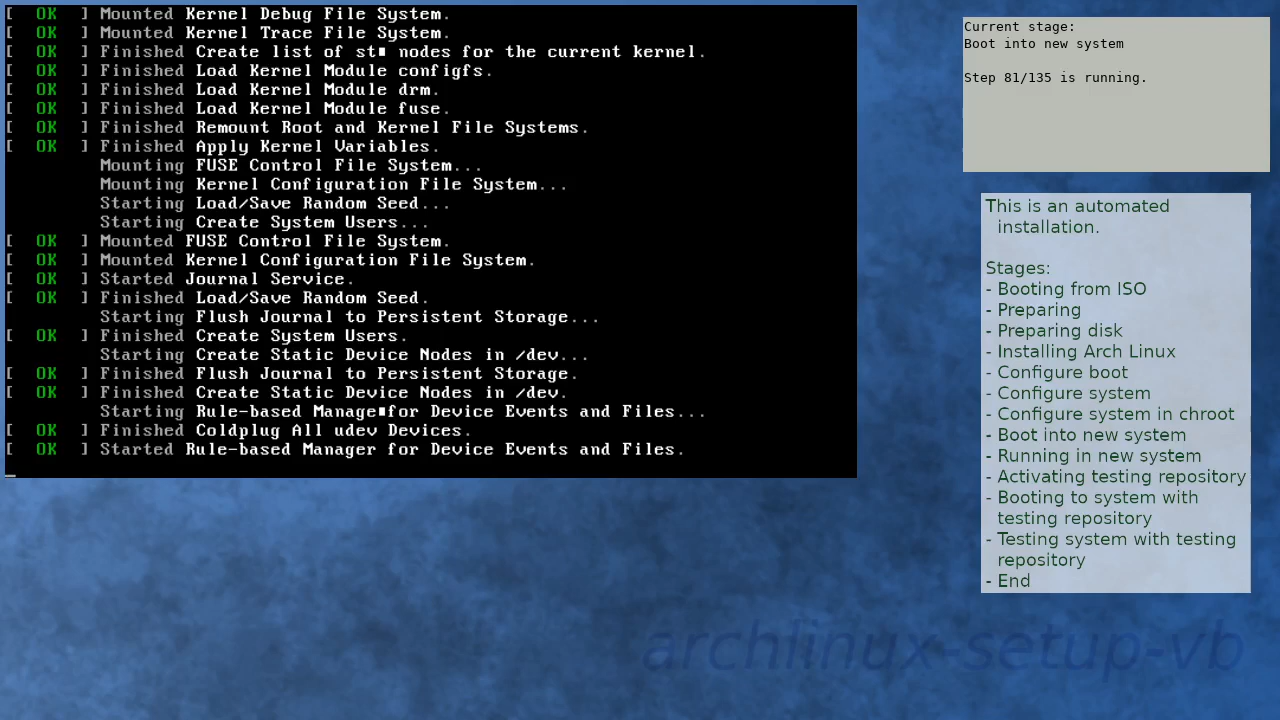 [  OK  ] Mounted Kernel Debug File System.
[  OK  ] Mounted Kernel Trace File System.
[  OK  ] Finished Create list of st▪ nodes for the current kernel.
[  OK  ] Finished Load Kernel Module configfs.
[  OK  ] Finished Load Kernel Module drm.
[  OK  ] Finished Load Kernel Module fuse.
[  OK  ] Finished Remount Root and Kernel File Systems.
[  OK  ] Finished Apply Kernel Variables.
Mounting FUSE Control File System...
Mounting Kernel Configuration File System...
Starting Load/Save Random Seed...
Starting Create System Users...
[  OK  ] Mounted FUSE Control File System.
[  OK  ] Mounted Kernel Configuration File System.
[  OK  ] Started Journal Service.
[  OK  ] Finished Load/Save Random Seed.
Starting Flush Journal to Persistent Storage...
[  OK  ] Finished Create System Users.
Starting Create Static Device Nodes in /dev...
[  OK  ] Finished Flush Journal to Persistent Storage.
[  OK  ] Finished Create Static Device Nodes in /dev.
Starting Rule-based Manage▪for Device Events and Files...
[  OK  ] Finished Coldplug All udev Devices.
[  OK  ] Started Rule-based Manager for Device Events and Files.
_
Current stage:
Boot into new system
Step 81/135 is running.
This is an automated
installation.
Stages:
- Booting from ISO
- Preparing
- Preparing disk
- Installing Arch Linux
- Configure boot
- Configure system
- Configure system in chroot
- Boot into new system
- Running in new system
- Activating testing repository
- Booting to system with
testing repository
- Testing system with testing
repository
- End
archlinux-setup-vb